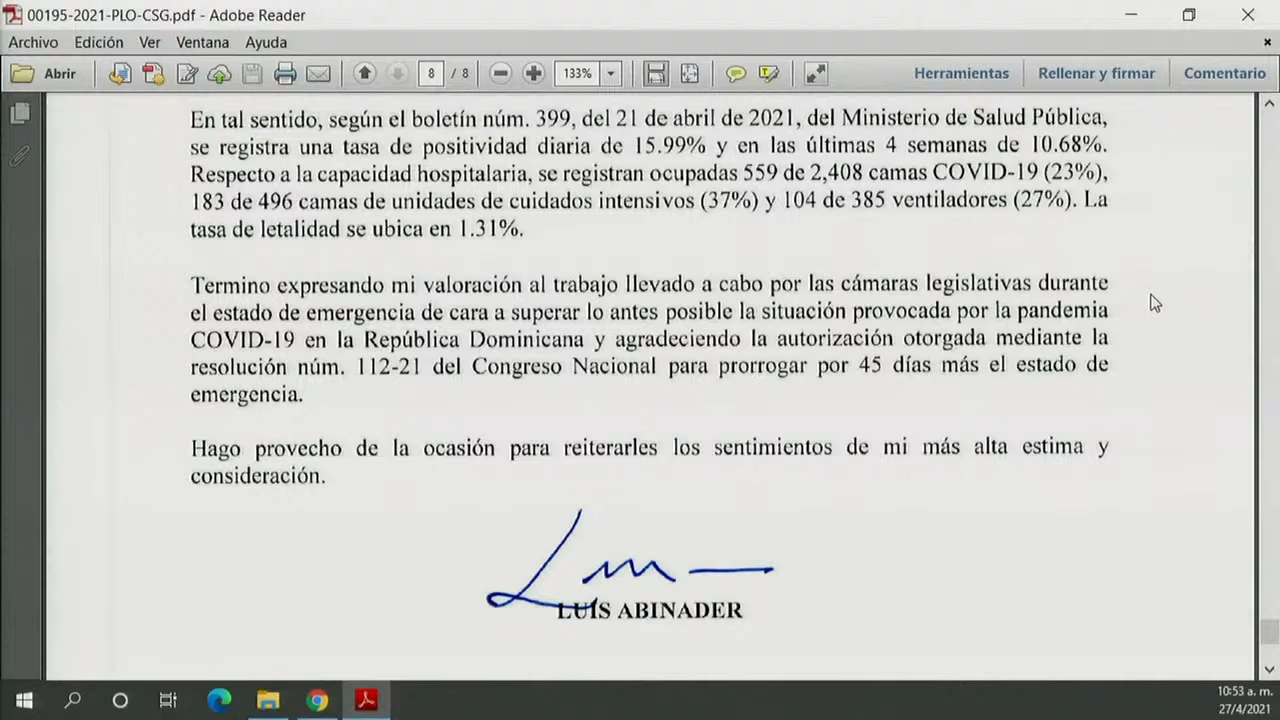 00195-2021-PLO-CSG.pdf - Adobe Reader
Archivo Edición Ver Ventana Ayuda
Abrir 8 / 8 133% Herramientas Rellenar y firmar Comentario
En tal sentido, según el boletín núm. 399, del 21 de abril de 2021, del Ministerio de Salud Pública,
se registra una tasa de positividad diaria de 15.99% y en las últimas 4 semanas de 10.68%.
Respecto a la capacidad hospitalaria, se registran ocupadas 559 de 2,408 camas COVID-19 (23%),
183 de 496 camas de unidades de cuidados intensivos (37%) y 104 de 385 ventiladores (27%). La
tasa de letalidad se ubica en 1.31%.
Termino expresando mi valoración al trabajo llevado a cabo por las cámaras legislativas durante
el estado de emergencia de cara a superar lo antes posible la situación provocada por la pandemia
COVID-19 en la República Dominicana y agradeciendo la autorización otorgada mediante la
resolución núm. 112-21 del Congreso Nacional para prorrogar por 45 días más el estado de
emergencia.
Hago provecho de la ocasión para reiterarles los sentimientos de mi más alta estima y
consideración.
LUIS ABINADER
10:53 a. m.
27/4/2021